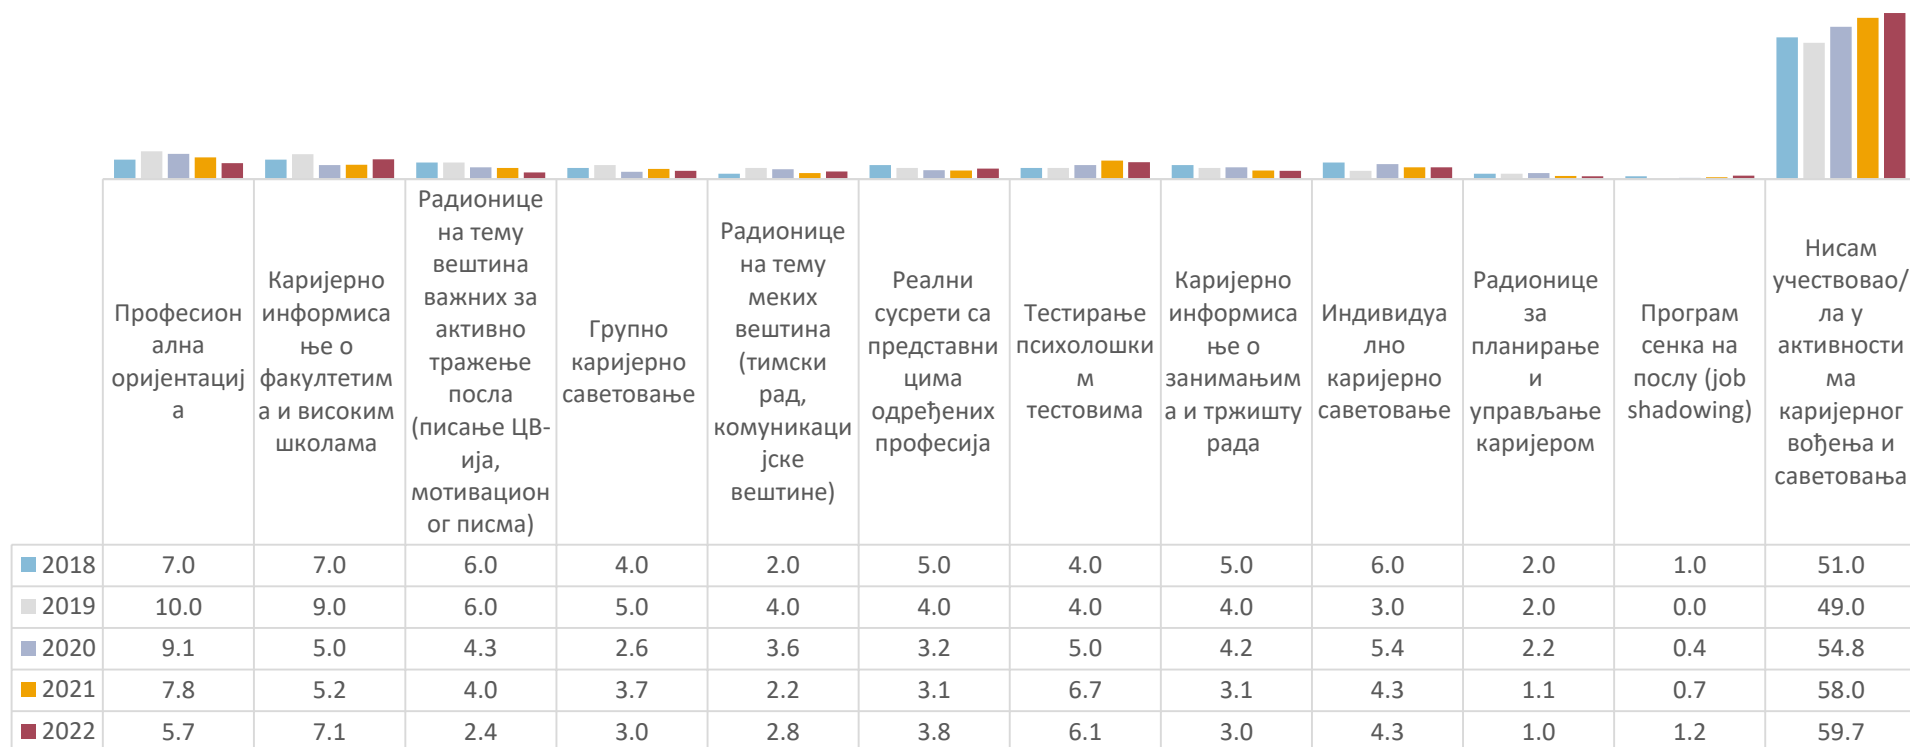 Професион
ална
оријентациј
а
Каријерно
информиса
ње о
факултетим
а и високим
школама
Радионице
на тему
вештина
важних за
активно
тражење
посла
(писање ЦВ-
ија,
мотивацион
ог писма)
Групно
каријерно
саветовање
Радионице
на тему
меких
вештина
(тимски
рад,
комуникаци
јске
вештине)
Реални
сусрети са
представни
цима
одређених
професија
Тестирање
психолошки
м
тестовима
Каријерно
информиса
ње о
занимањим
а и тржишту
рада
Индивидуа
лно
каријерно
саветовање
Радионице
за
планирање
и
управљање
каријером
Програм
сенка на
послу (job
shadowing)
Нисам
учествовао/
ла у
активности
ма
каријерног
вођења и
саветовања
2018 7.0 7.0 6.0 4.0 2.0 5.0 4.0 5.0 6.0 2.0 1.0 51.0
2019 10.0 9.0 6.0 5.0 4.0 4.0 4.0 4.0 3.0 2.0 0.0 49.0
2020 9.1 5.0 4.3 2.6 3.6 3.2 5.0 4.2 5.4 2.2 0.4 54.8
2021 7.8 5.2 4.0 3.7 2.2 3.1 6.7 3.1 4.3 1.1 0.7 58.0
2022 5.7 7.1 2.4 3.0 2.8 3.8 6.1 3.0 4.3 1.0 1.2 59.7